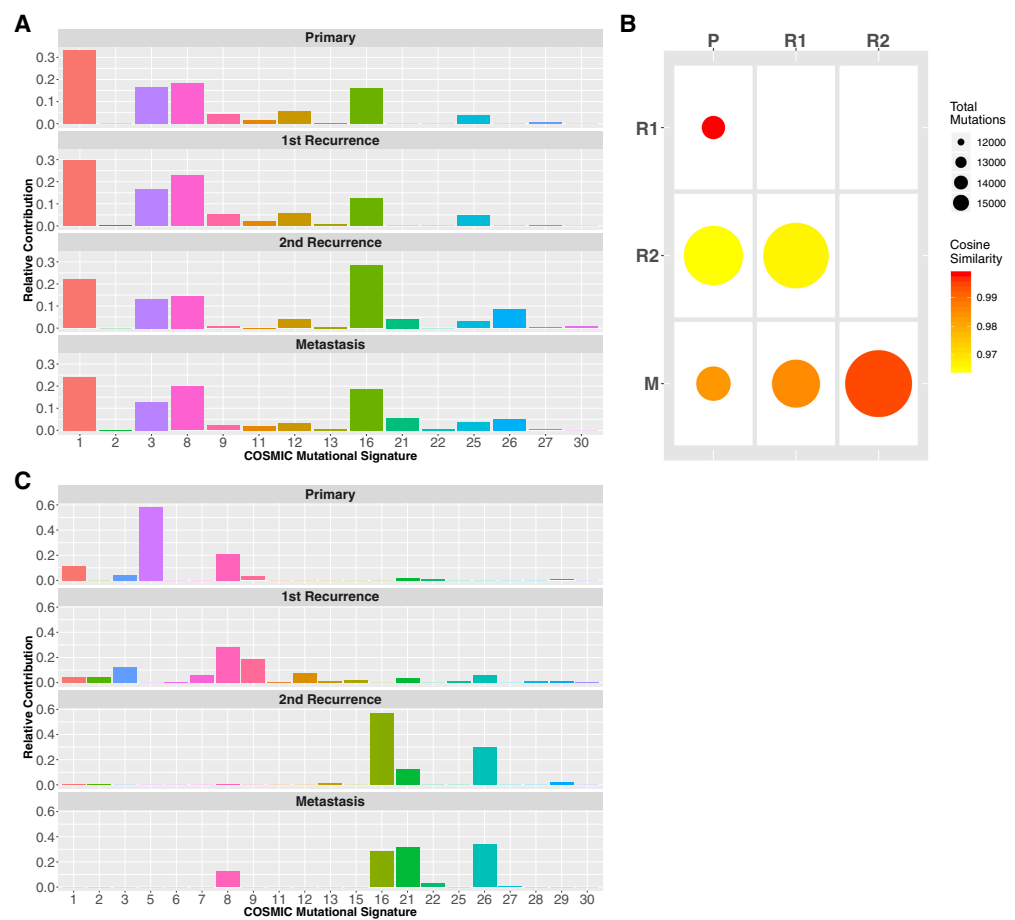 A
Primary
0.3
0.2
0.1
0.0
1st Recurrence
0.3
0.2
0.1
0.0
2nd Recurrence
0.3
0.2
0.1
0.0
Metastasis
0.3
0.2
0.1
0.0
Relative Contribution
1 2 3 8 9 11 12 13 16 21 22 25 26 27 30
COSMIC Mutational Signature
B
P R1 R2
R1
R2
M
Total
Mutations
12000
13000
14000
15000
Cosine
Similarity
0.99
0.98
0.97
C
Primary
0.6
0.4
0.2
0.0
1st Recurrence
0.6
0.4
0.2
0.0
2nd Recurrence
0.6
0.4
0.2
0.0
Metastasis
0.6
0.4
0.2
0.0
Relative Contribution
1 2 3 5 6 7 8 9 11 12 13 15 16 21 22 25 26 27 28 29 30
COSMIC Mutational Signature